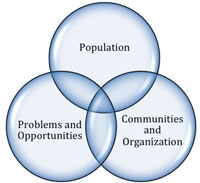 Population
Problems and
Opportunities
Communities
and
Organization